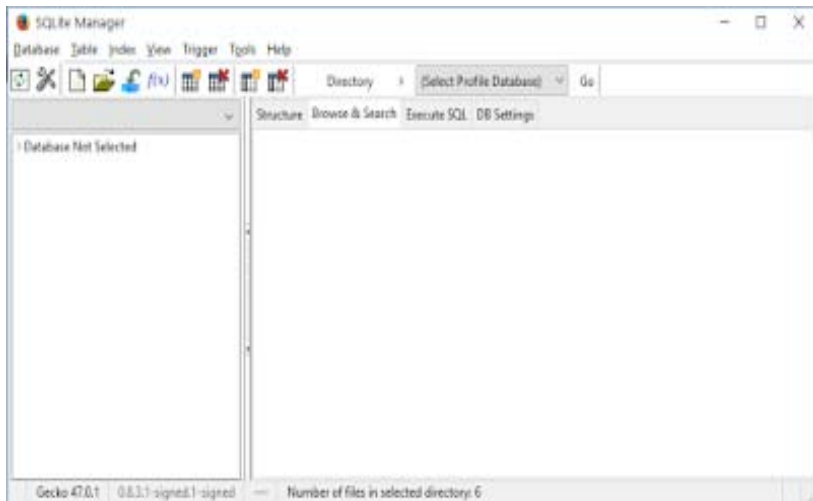 SQLite Manager
Database Table Index View Trigger Tools Help
f(x) Directory (Select Profile Database) Go
Structure Browse & Search Execute SQL DB Settings
Database Not Selected
Gecko 47.0.1 0.8.3.1-signed.1-signed Number of files in selected directory: 6